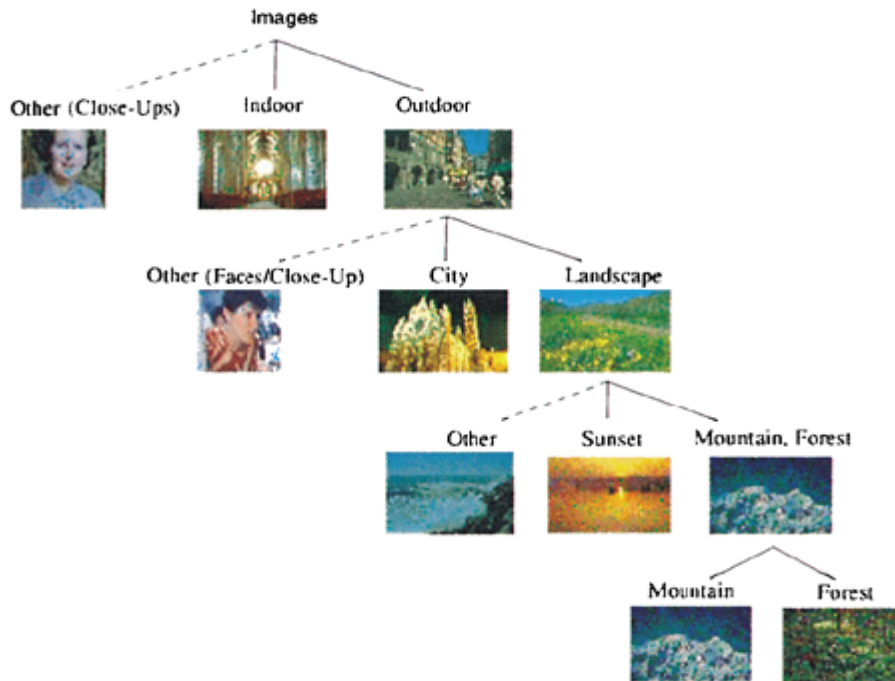 Images
Other (Close-Ups)
Indoor
Outdoor
Other (Faces/Close-Up)
City
Landscape
Other
Sunset
Mountain, Forest
Mountain
Forest